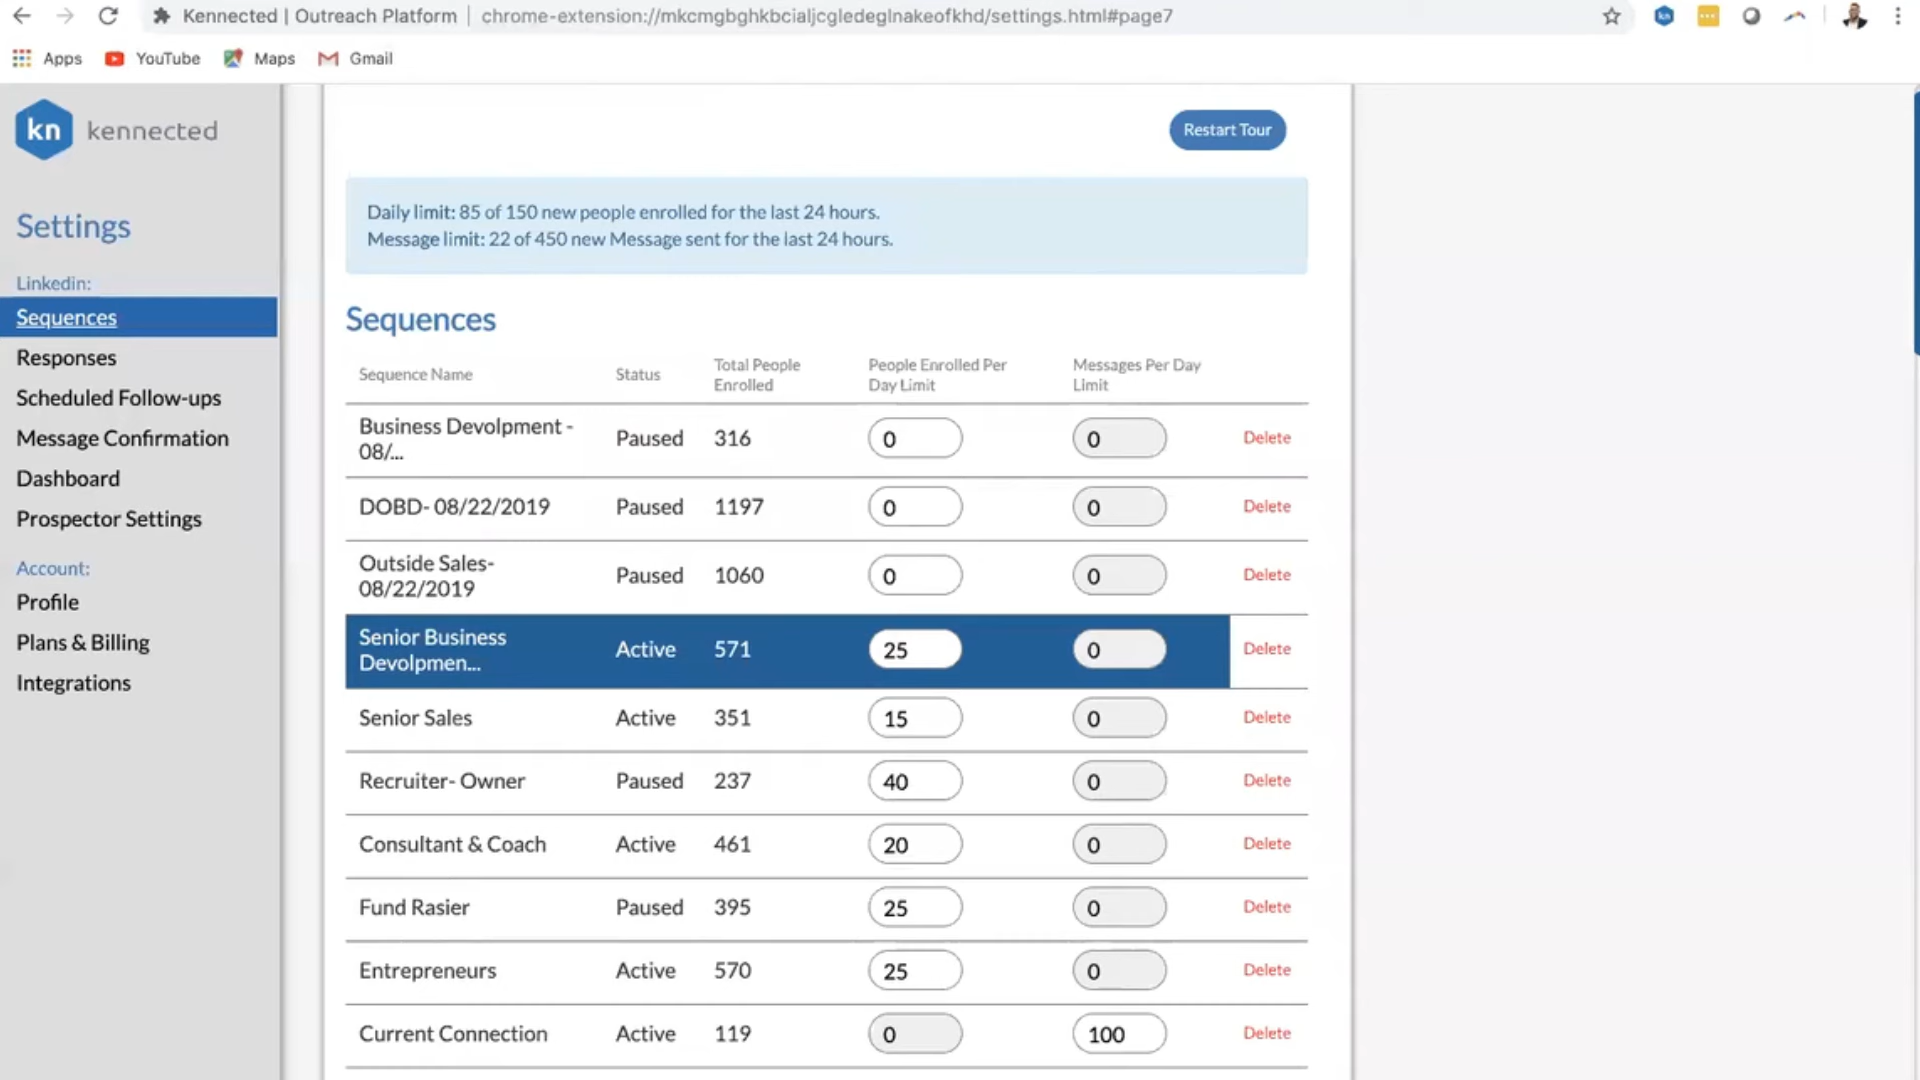 Kennected | Outreach Platform | chrome-extension://mkcmgbghkbcialjcgledeglnakeofkhd/settings.html#page7
Apps YouTube Maps Gmail
kn kennected
Restart Tour
Daily limit: 85 of 150 new people enrolled for the last 24 hours.
Message limit: 22 of 450 new Message sent for the last 24 hours.
Settings
Linkedin:
Sequences
Responses
Scheduled Follow-ups
Message Confirmation
Dashboard
Prospector Settings
Account:
Profile
Plans & Billing
Integrations
Sequences
Sequence Name Status Total People Enrolled People Enrolled Per Day Limit Messages Per Day Limit
Business Devolpment - 08/... Paused 316 0 0 Delete
DOBD- 08/22/2019 Paused 1197 0 0 Delete
Outside Sales- 08/22/2019 Paused 1060 0 0 Delete
Senior Business Devolpmen... Active 571 25 0 Delete
Senior Sales Active 351 15 0 Delete
Recruiter- Owner Paused 237 40 0 Delete
Consultant & Coach Active 461 20 0 Delete
Fund Rasier Paused 395 25 0 Delete
Entrepreneurs Active 570 25 0 Delete
Current Connection Active 119 0 100 Delete